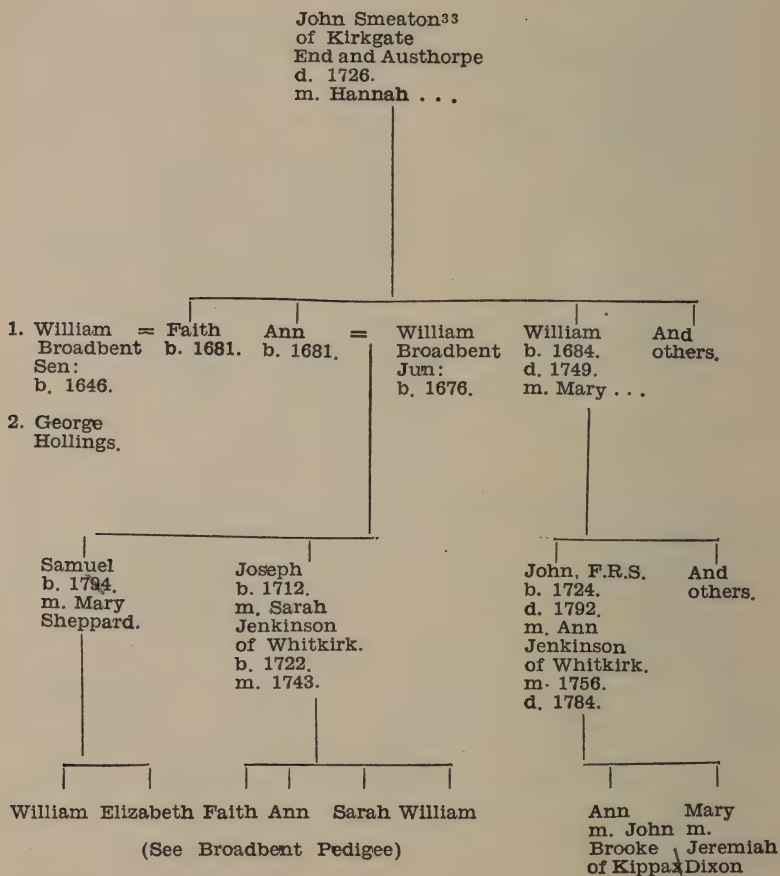 John Smeaton33
of Kirkgate
End and Austhorpe
d. 1726.
m. Hannah . . .
1. William
Broadbent
Sen:
b. 1646.
2. George
Hollings.
=
Faith
b. 1681.
Ann
b. 1681.
=
William
Broadbent
Jun:
b. 1676.
William
b. 1684.
d. 1749.
m. Mary . . .
And
others.
Samuel
b. 1794.
m. Mary
Sheppard.
Joseph
b. 1712.
m. Sarah
Jenkinson
of Whitkirk.
b. 1722.
m. 1743.
John, F.R.S.
b. 1724.
d. 1792.
m. Ann
Jenkinson
of Whitkirk.
m. 1756.
d. 1784.
And
others.
William Elizabeth Faith Ann Sarah William
(See Broadbent Pedigee)
Ann
m. John
Brooke
of Kippax
Mary
m.
Jeremiah
Dixon